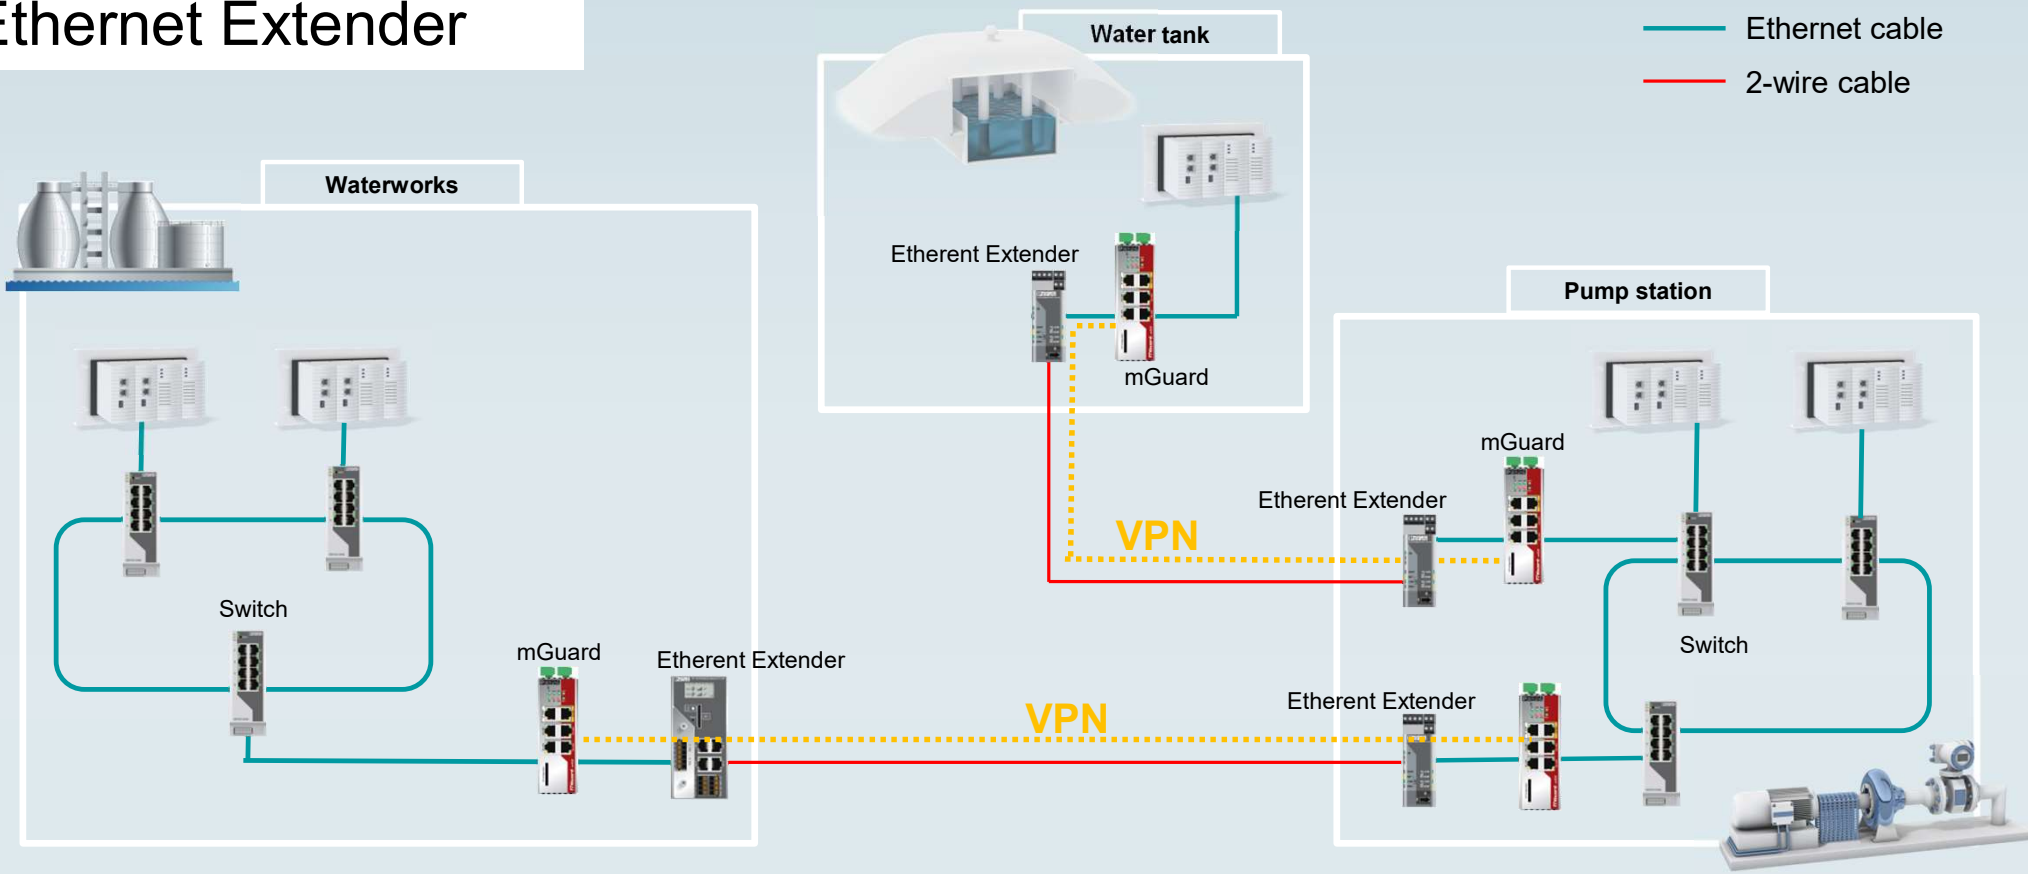 Ethernet Extender
Water tank
Ethernet cable
2-wire cable
Waterworks
Etherent Extender
mGuard
Pump station
mGuard
Etherent Extender
VPN
Switch
Switch
mGuard
Etherent Extender
VPN
Etherent Extender